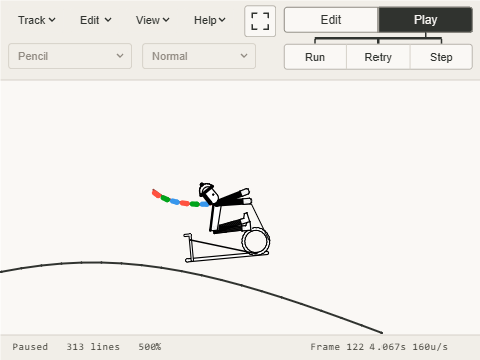 Track Edit View Help Edit Play
Pencil Normal Run Retry Step
Paused 313 lines 500% Frame 122 4.067s 160u/s